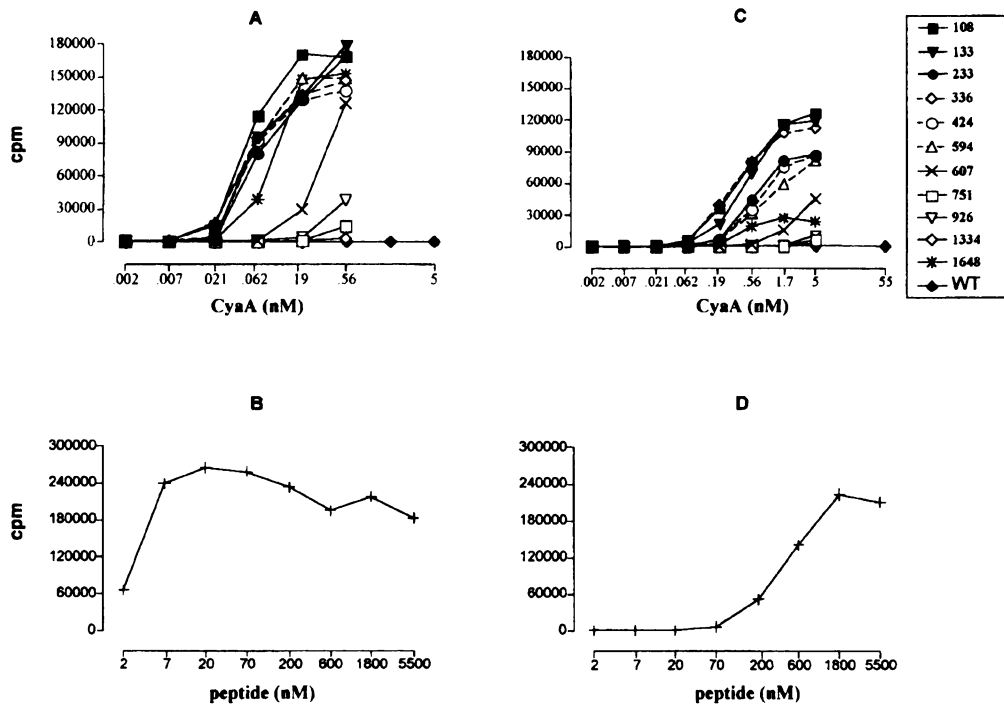 A
180000
150000
120000
90000
60000
30000
0
cpm
.002 .007 .021 .062 .19 .56 5
CyaA (nM)
C
180000
150000
120000
90000
60000
30000
0
.002 .007 .021 .062 .19 .56 1.7 5 55
CyaA (nM)
108
133
233
336
424
594
607
751
926
1334
1648
WT
B
300000
240000
180000
120000
60000
0
cpm
2 7 20 70 200 600 1800 5500
peptide (nM)
D
300000
240000
180000
120000
60000
0
2 7 20 70 200 600 1800 5500
peptide (nM)